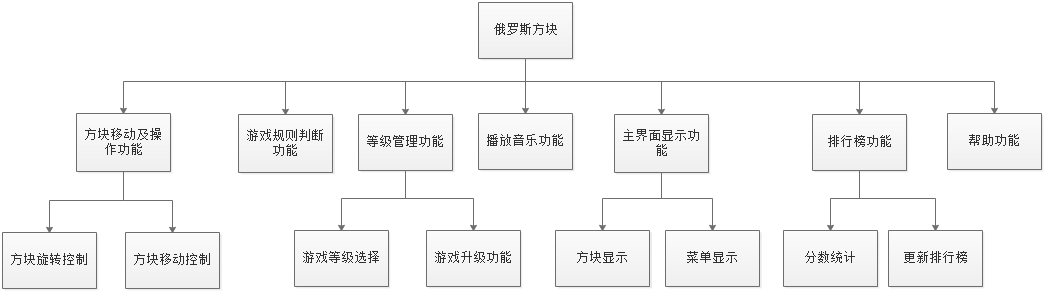 俄罗斯方块
方块移动及操
作功能
游戏规则判断
功能
等级管理功能
播放音乐功能
主界面显示功
能
排行榜功能
帮助功能
方块旋转控制
方块移动控制
游戏等级选择
游戏升级功能
方块显示
菜单显示
分数统计
更新排行榜